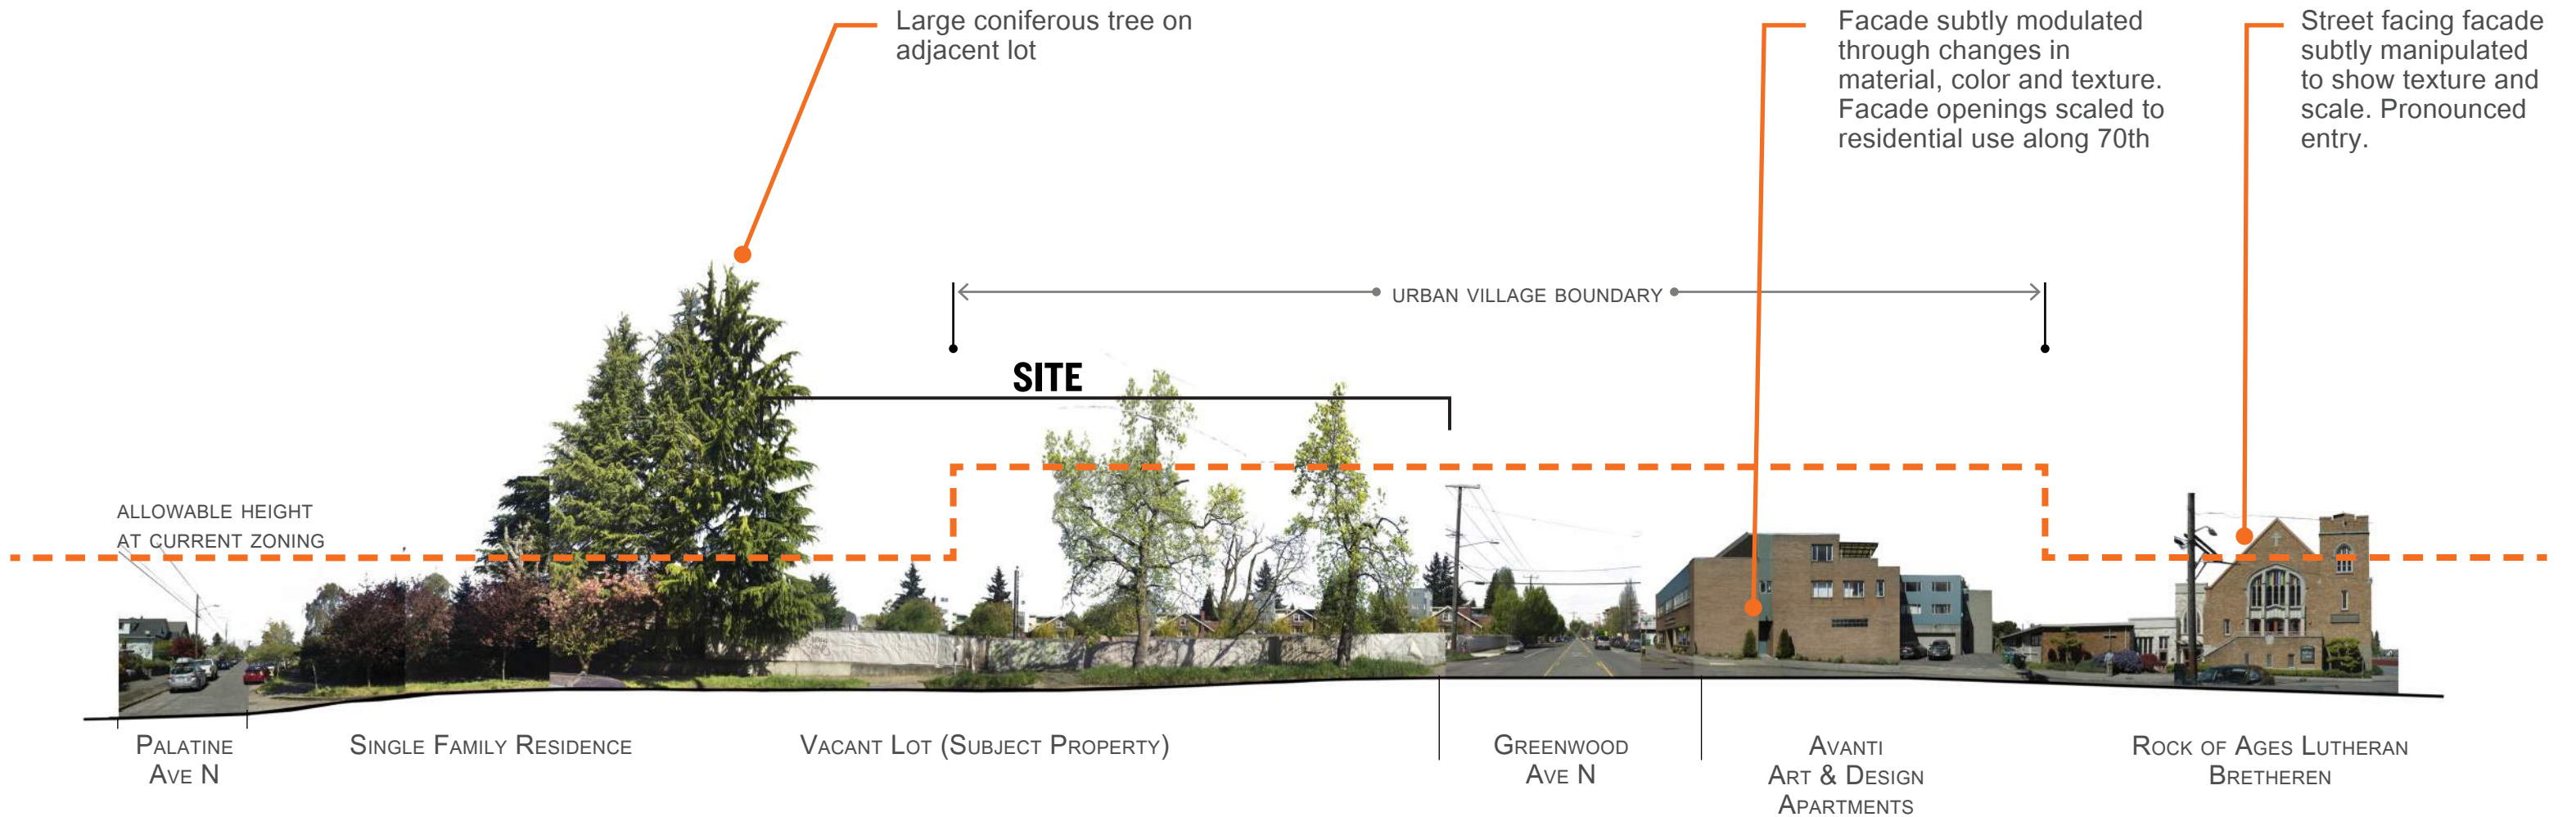 Large coniferous tree on
adjacent lot
Facade subtly modulated
through changes in
material, color and texture.
Facade openings scaled to
residential use along 70th
Street facing facade
subtly manipulated
to show texture and
scale. Pronounced
entry.
URBAN VILLAGE BOUNDARY
SITE
ALLOWABLE HEIGHT
AT CURRENT ZONING
PALATINE
AVE N
SINGLE FAMILY RESIDENCE
VACANT LOT (SUBJECT PROPERTY)
GREENWOOD
AVE N
AVANTI
ART & DESIGN
APARTMENTS
ROCK OF AGES LUTHERAN
BRETHEREN